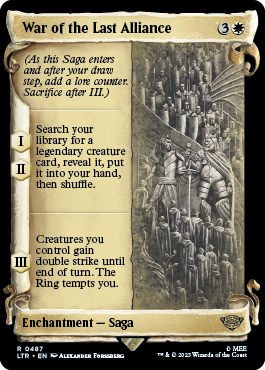 War of the Last Alliance 3
(As this Saga enters
and after your draw
step, add a lore counter.
Sacrifice after III.)
I
II
Search your
library for a
legendary creature
card, reveal it, put
it into your hand,
then shuffle.
III
Creatures you
control gain
double strike until
end of turn. The
Ring tempts you.
Enchantment — Saga
R 0487
LTR • EN Alexander Forssberg
© MEE
™ & © 2023 Wizards of the Coast